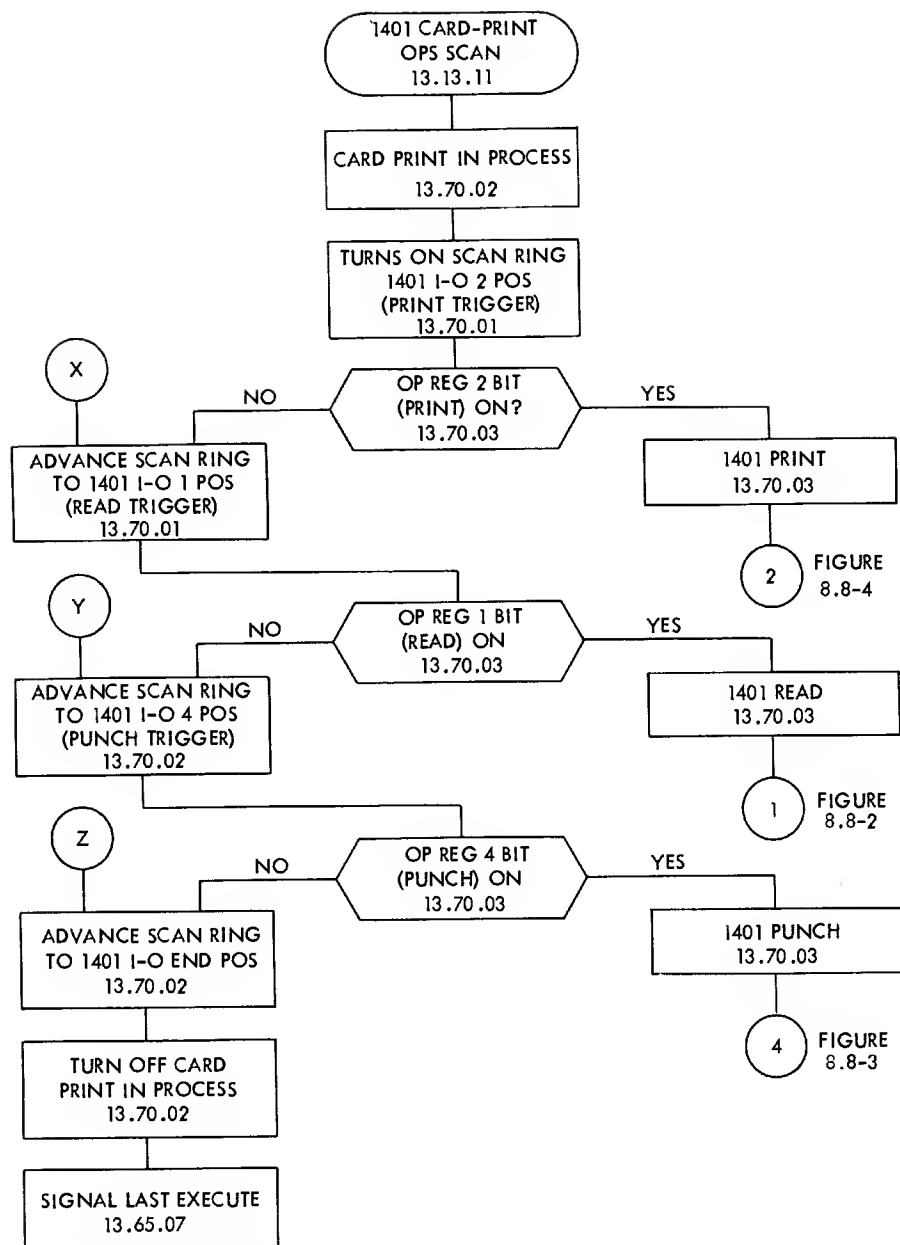 1401 CARD-PRINT
OPS SCAN
13.13.11
CARD PRINT IN PROCESS
13.70.02
TURNS ON SCAN RING
1401 I-O 2 POS
(PRINT TRIGGER)
13.70.01
OP REG 2 BIT
(PRINT) ON?
13.70.03
NO
YES
X
ADVANCE SCAN RING
TO 1401 I-O 1 POS
(READ TRIGGER)
13.70.01
1401 PRINT
13.70.03
2
FIGURE
8.8-4
OP REG 1 BIT
(READ) ON
13.70.03
NO
YES
Y
ADVANCE SCAN RING
TO 1401 I-O 4 POS
(PUNCH TRIGGER)
13.70.02
1401 READ
13.70.03
1
FIGURE
8.8-2
OP REG 4 BIT
(PUNCH) ON
13.70.03
NO
YES
Z
ADVANCE SCAN RING
TO 1401 I-O END POS
13.70.02
1401 PUNCH
13.70.03
4
FIGURE
8.8-3
TURN OFF CARD
PRINT IN PROCESS
13.70.02
SIGNAL LAST EXECUTE
13.65.07